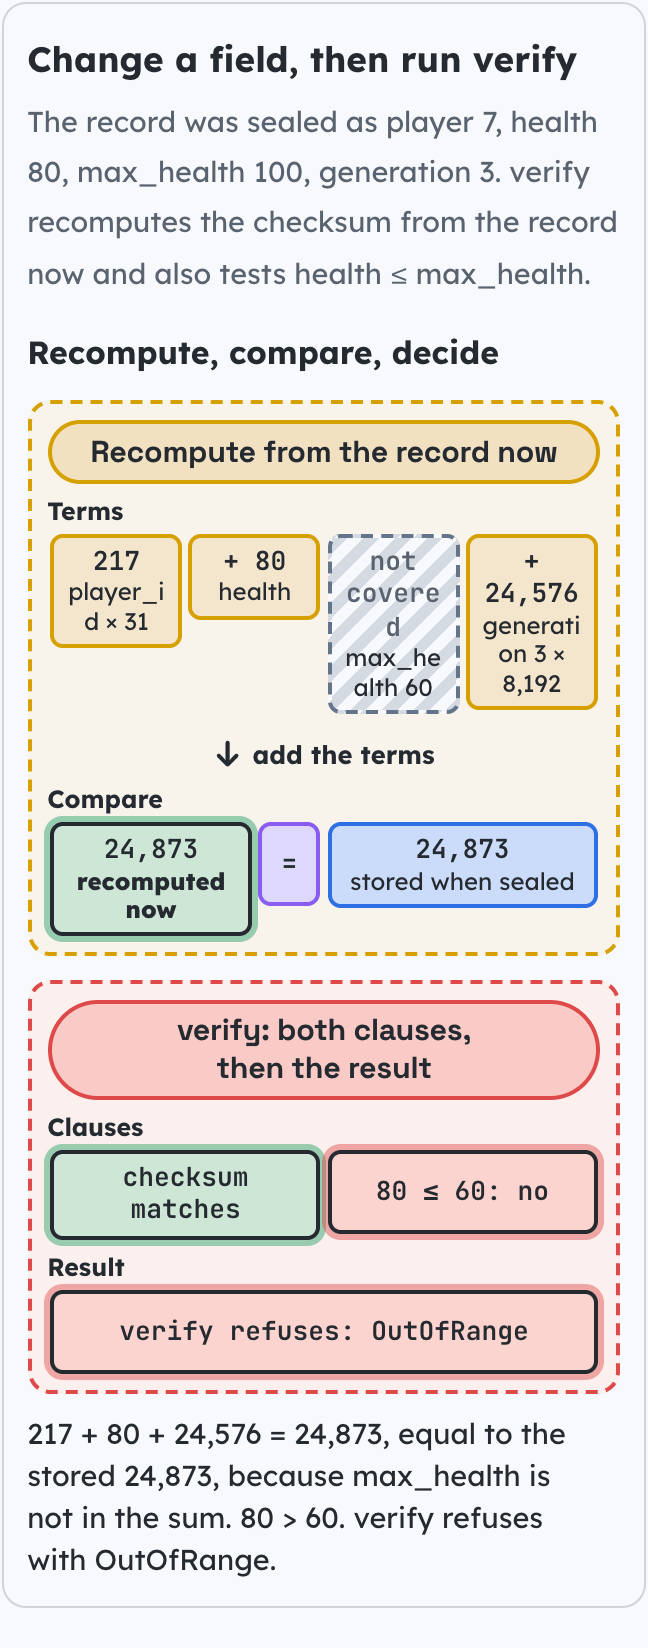 Change a field, then run verify
The record was sealed as player 7, health
80, max_health 100, generation 3. verify
recomputes the checksum from the record
now and also tests health ≤ max_health.
Recompute, compare, decide
Recompute from the record now
Terms
217
player_i
d × 31
+ 80
health
not
covere
d
max_he
alth 60
+
24,576
generati
on 3 ×
8,192
↓ add the terms
Compare
24,873
recomputed
now
=
24,873
stored when sealed
verify: both clauses,
then the result
Clauses
checksum
matches
80 ≤ 60: no
Result
verify refuses: OutOfRange
217 + 80 + 24,576 = 24,873, equal to the
stored 24,873, because max_health is
not in the sum. 80 > 60. verify refuses
with OutOfRange.